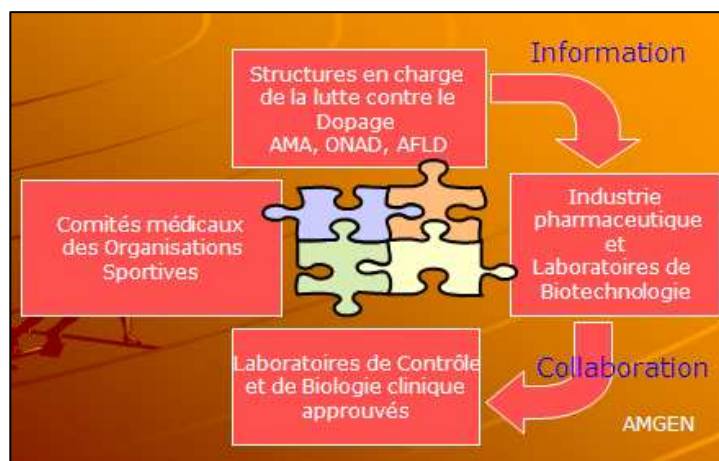 Information
Structures en charge
de la lutte contre le
Dopage
AMA, ONAD, AFLD
Comités médicaux
des Organisations
Sportives
Industrie
pharmaceutique
et
Laboratoires de
Biotechnologie
Laboratoires de Contrôle
et de Biologie clinique
approuvés
Collaboration
AMGEN